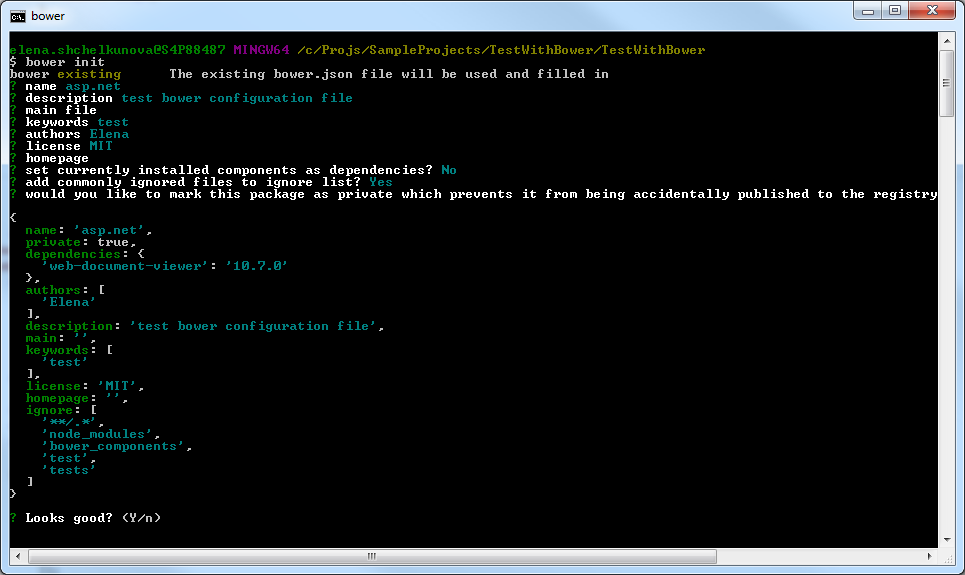 bower
elena.shchelkunova@S4P80487 MINGW64 /c/Projs/SampleProjects/TestWithBower/TestWithBower
$ bower init
bower existing      The existing bower.json file will be used and filled in
? name asp.net
? description test bower configuration file
? main file
? keywords test
? authors Elena
? license MIT
? homepage
? set currently installed components as dependencies? No
? add commonly ignored files to ignore list? Yes
? would you like to mark this package as private which prevents it from being accidentally published to the registry
{
  name: 'asp.net',
  private: true,
  dependencies: {
    'web-document-viewer': '10.7.0'
  },
  authors: [
    'Elena'
  ],
  description: 'test bower configuration file',
  main: '',
  keywords: [
    'test'
  ],
  license: 'MIT',
  homepage: '',
  ignore: [
    '**/.*',
    'node_modules',
    'bower_components',
    'test',
    'tests'
  ]
}
? Looks good? (Y/n)